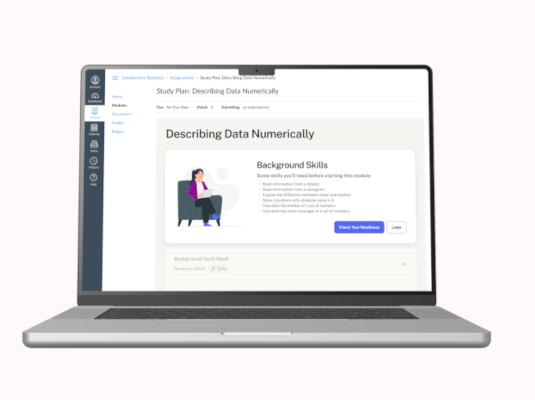 Introductory Statistics > Assignments > Study Plan: Describing Data Numerically
Study Plan: Describing Data Numerically
Account
Dashboard
Courses
Calendar
Inbox
History
Help
Home
Modules
Discussions
Grades
Badges
Due No Due Date Points 5 Submitting an external tool
Describing Data Numerically
Background Skills
Some skills you'll need before starting this module
Read information from a dotplot
Read information from a histogram
Explain the difference between mean and median
Solve a problem with absolute value in it
Calculate the median of a set of numbers
Calculate the mean (average) of a set of numbers
Check Your Readiness
Later
Background You'll Need
Readiness Check